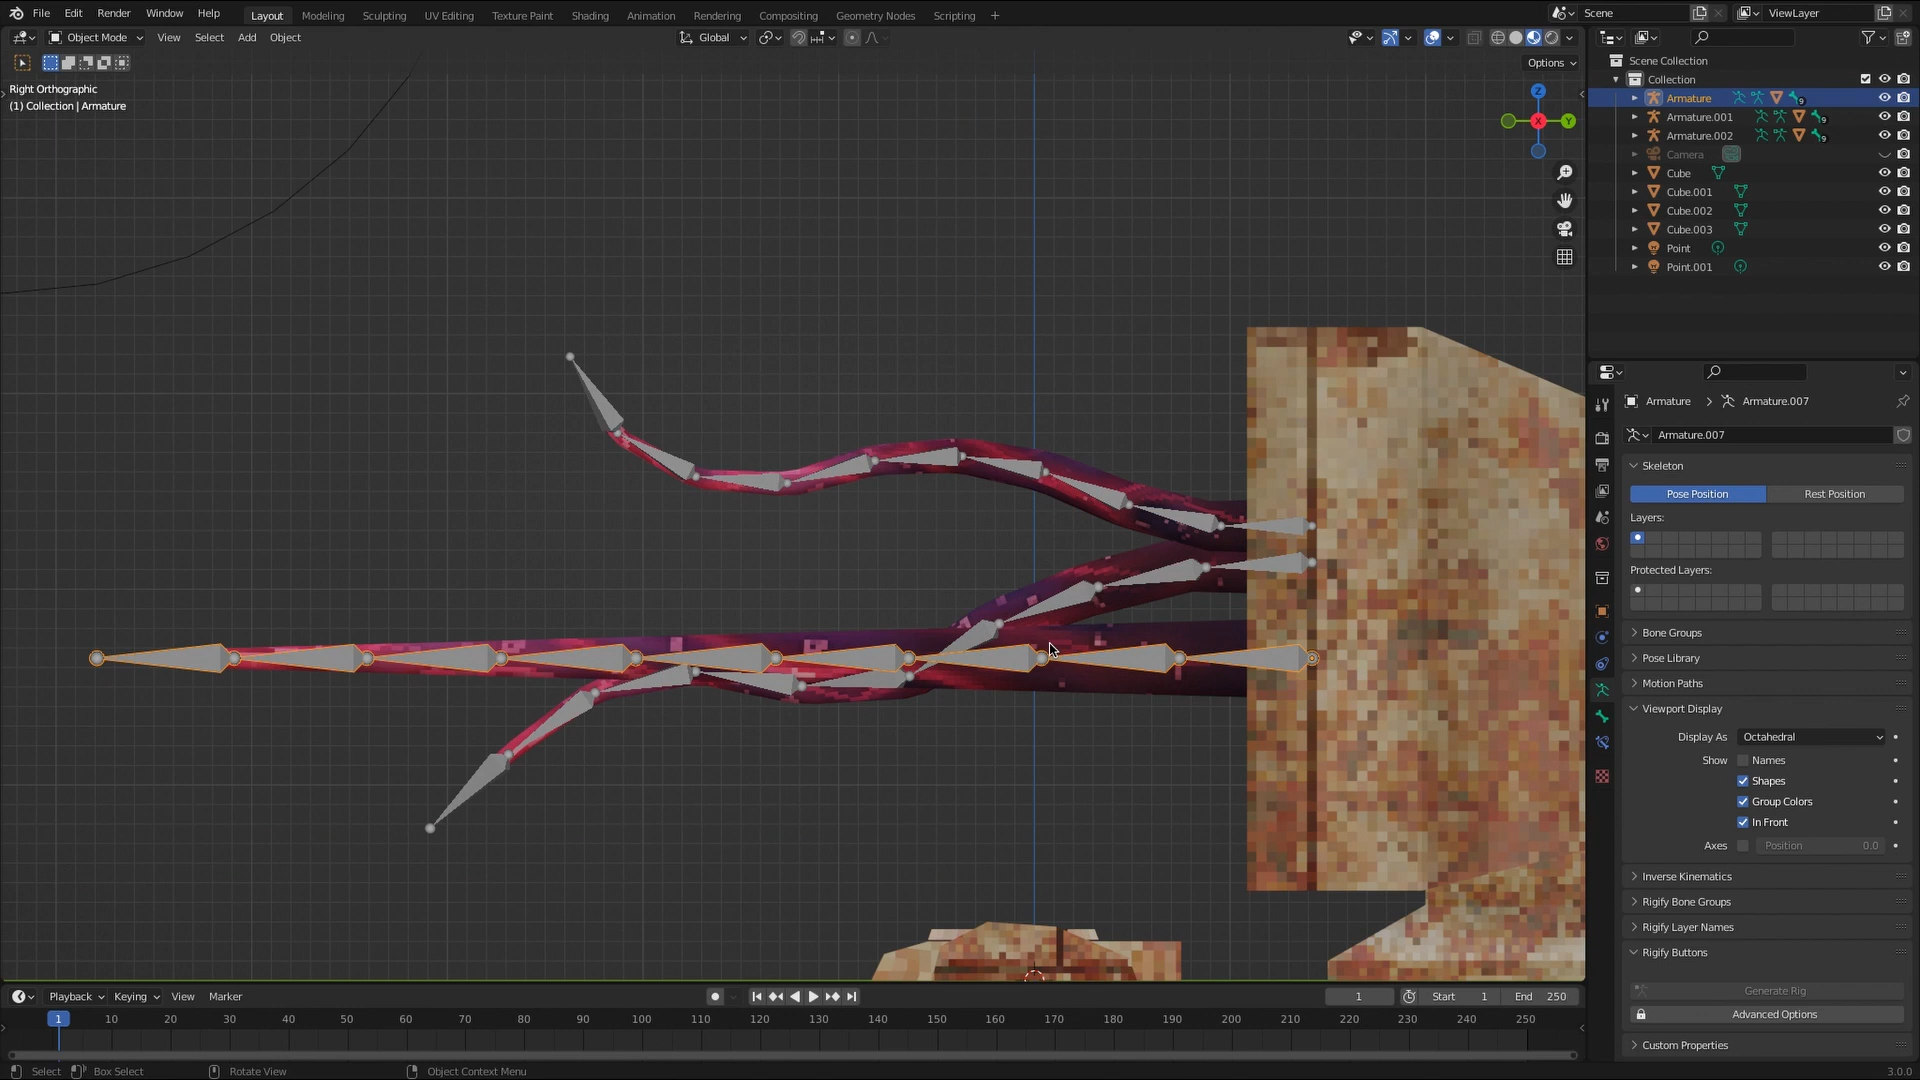 File Edit Render Window Help Layout Modeling Sculpting UV Editing Texture Paint Shading Animation Rendering Compositing Geometry Nodes Scripting + Scene ViewLayer
Object Mode View Select Add Object Global
Options
Right Orthographic
(1) Collection | Armature
Z
X
Y
Scene Collection
Collection
Armature 9
Armature.001 9
Armature.002 9
Camera
Cube
Cube.001
Cube.002
Cube.003
Point
Point.001
Armature > Armature.007
Armature.007
Skeleton
Pose Position Rest Position
Layers:
Protected Layers:
Bone Groups
Pose Library
Motion Paths
Viewport Display
Display As Octahedral
Show Names
Shapes
Group Colors
In Front
Axes Position 0.0
Inverse Kinematics
Rigify Bone Groups
Rigify Layer Names
Rigify Buttons
Generate Rig
Advanced Options
Custom Properties
Playback Keying View Marker 1 Start 1 End 250
1 10 20 30 40 50 60 70 80 90 100 110 120 130 140 150 160 170 180 190 200 210 220 230 240 250
Select Box Select Rotate View Object Context Menu 3.0.0